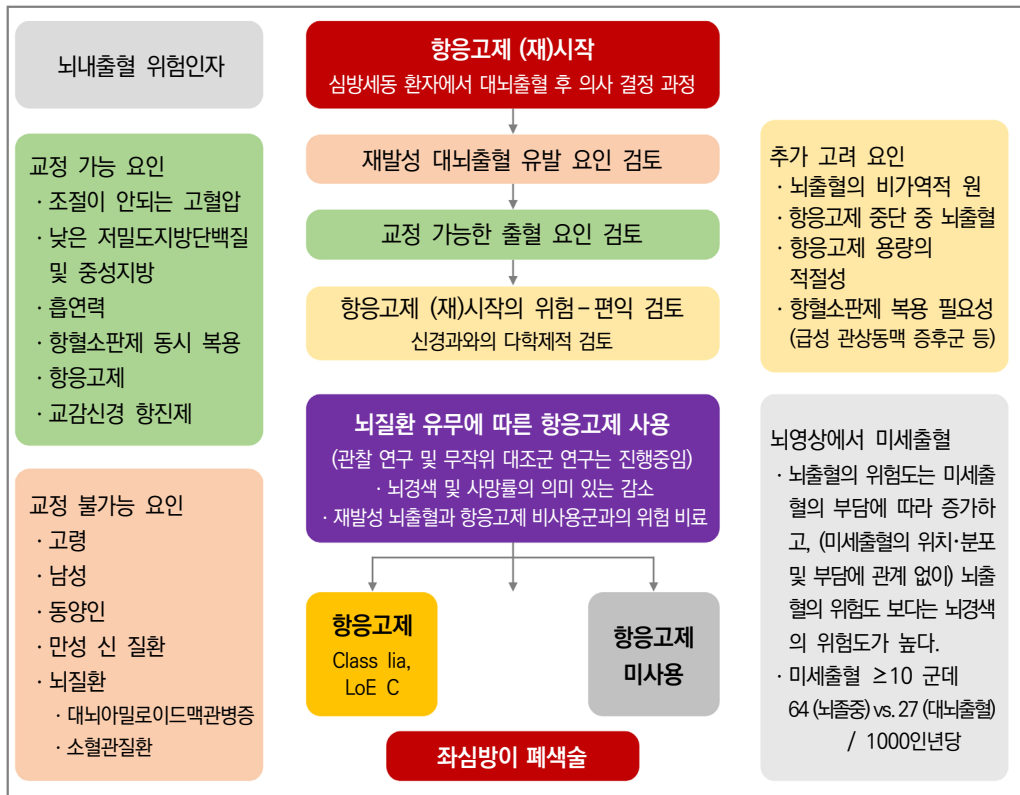 뇌내출혈 위험인자
교정 가능 요인
· 조절이 안되는 고혈압
· 낮은 저밀도지방단백질
및 중성지방
· 흡연력
· 항혈소판제 동시 복용
· 항응고제
· 교감신경 항진제
교정 불가능 요인
· 고령
· 남성
· 동양인
· 만성 신 질환
· 뇌질환
· 대뇌아밀로이드맥관병증
· 소혈관질환
항응고제 (재)시작
심방세동 환자에서 대뇌출혈 후 의사 결정 과정
재발성 대뇌출혈 유발 요인 검토
교정 가능한 출혈 요인 검토
항응고제 (재)시작의 위험–편익 검토
신경과와의 다학제적 검토
뇌질환 유무에 따른 항응고제 사용
(관찰 연구 및 무작위 대조군 연구는 진행중임)
· 뇌경색 및 사망률의 의미 있는 감소
· 재발성 뇌출혈과 항응고제 비사용군과의 위험 비료
항응고제
Class Iia,
LoE C
항응고제
미사용
좌심방이 폐색술
추가 고려 요인
· 뇌출혈의 비가역적 원
· 항응고제 중단 중 뇌출혈
· 항응고제 용량의
적절성
· 항혈소판제 복용 필요성
(급성 관상동맥 증후군 등)
뇌영상에서 미세출혈
· 뇌출혈의 위험도는 미세출
혈의 부담에 따라 증가하
고, (미세출혈의 위치·분포
및 부담에 관계 없이) 뇌출
혈의 위험도 보다는 뇌경색
의 위험도가 높다.
· 미세출혈 ≥10 군데
64 (뇌졸중) vs. 27 (대뇌출혈)
/ 1000인년당